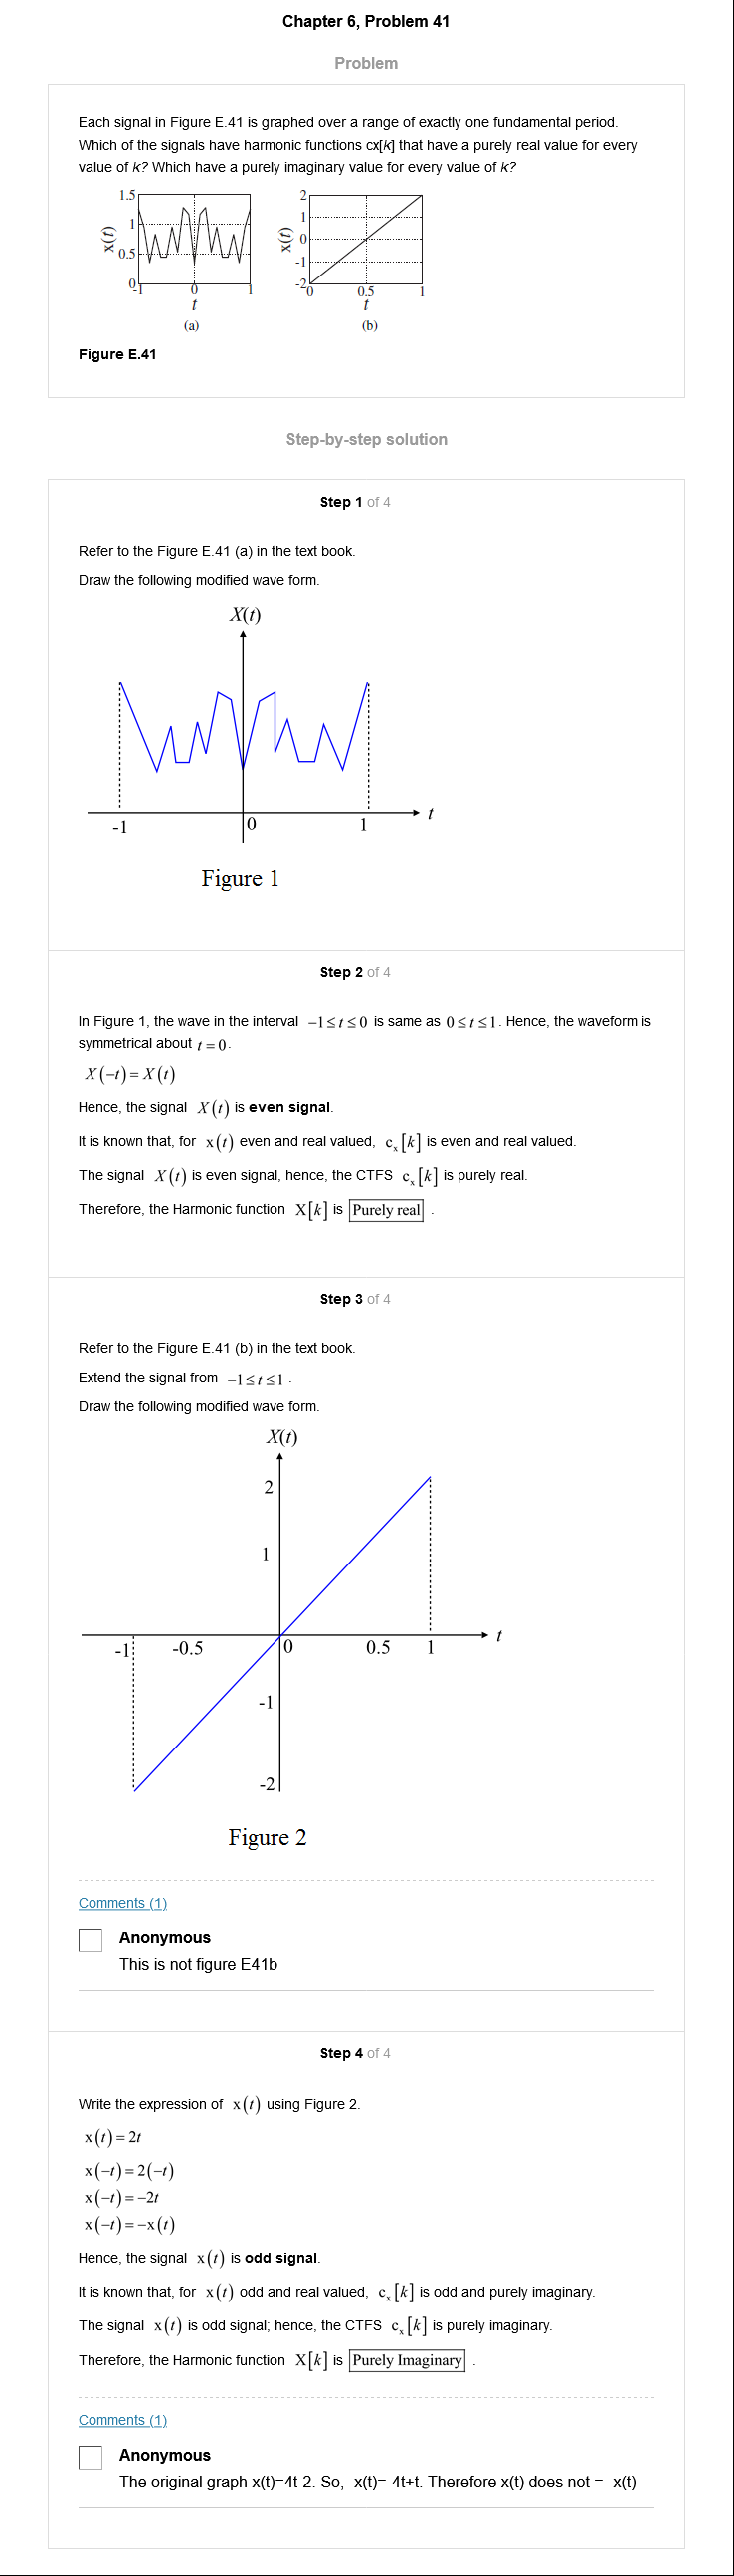 Chapter 6, Problem 41
Problem
Each signal in Figure E.41 is graphed over a range of exactly one fundamental period.
Which of the signals have harmonic functions cx[k] that have a purely real value for every
value of k? Which have a purely imaginary value for every value of k?
1.5
1
0.5
0
x(t)
-1
0
1
t
(a)
2
1
0
-1
-2
x(t)
0
0.5
1
t
(b)
Figure E.41
Step-by-step solution
Step 1 of 4
Refer to the Figure E.41 (a) in the text book.
Draw the following modified wave form.
X(t)
t
-1
0
1
Figure 1
Step 2 of 4
In Figure 1, the wave in the interval −1≤t≤0 is same as 0≤t≤1. Hence, the waveform is
symmetrical about t=0.
X(−t)=X(t)
Hence, the signal X(t) is even signal.
It is known that, for x(t) even and real valued, cₓ[k] is even and real valued.
The signal X(t) is even signal, hence, the CTFS cₓ[k] is purely real.
Therefore, the Harmonic function X[k] is Purely real .
Step 3 of 4
Refer to the Figure E.41 (b) in the text book.
Extend the signal from −1≤t≤1 .
Draw the following modified wave form.
X(t)
2
1
t
-1
-0.5
0
0.5
1
-1
-2
Figure 2
Comments (1)
Anonymous
This is not figure E41b
Step 4 of 4
Write the expression of x(t) using Figure 2.
x(t)=2t
x(−t)=2(−t)
x(−t)=−2t
x(−t)=−x(t)
Hence, the signal x(t) is odd signal.
It is known that, for x(t) odd and real valued, cₓ[k] is odd and purely imaginary.
The signal x(t) is odd signal; hence, the CTFS cₓ[k] is purely imaginary.
Therefore, the Harmonic function X[k] is Purely Imaginary .
Comments (1)
Anonymous
The original graph x(t)=4t-2. So, -x(t)=-4t+t. Therefore x(t) does not = -x(t)